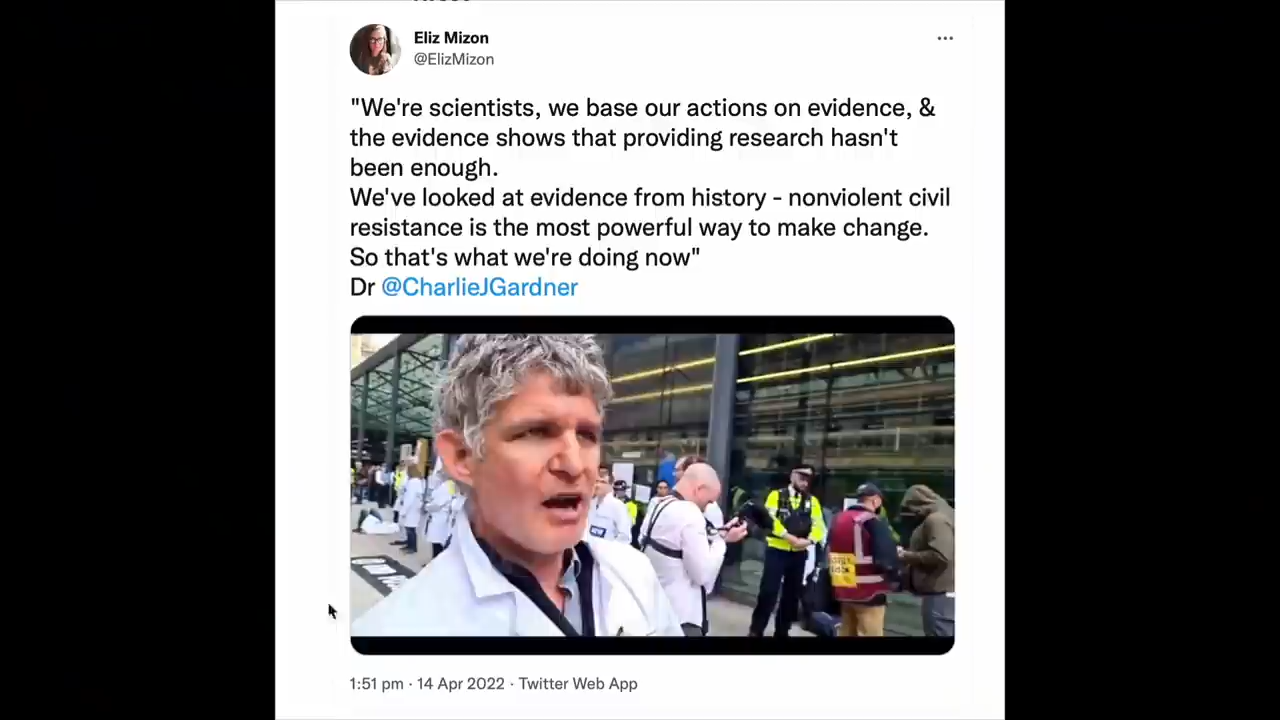 Eliz Mizon
@ElizMizon
"We're scientists, we base our actions on evidence, &
the evidence shows that providing research hasn't
been enough.
We've looked at evidence from history - nonviolent civil
resistance is the most powerful way to make change.
So that's what we're doing now"
Dr @CharlieJGardner
1:51 pm · 14 Apr 2022 · Twitter Web App